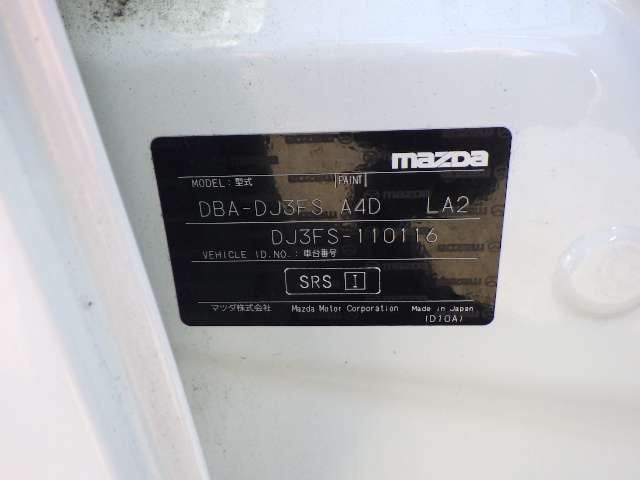 mazda
MODEL: 型式 PAINT
DBA-DJ3FS A4D LA2
DJ3FS-110116
VEHICLE ID.NO.: 車台番号
SRS I
マツダ株式会社 Mazda Motor Corporation Made in Japan
(D10A)